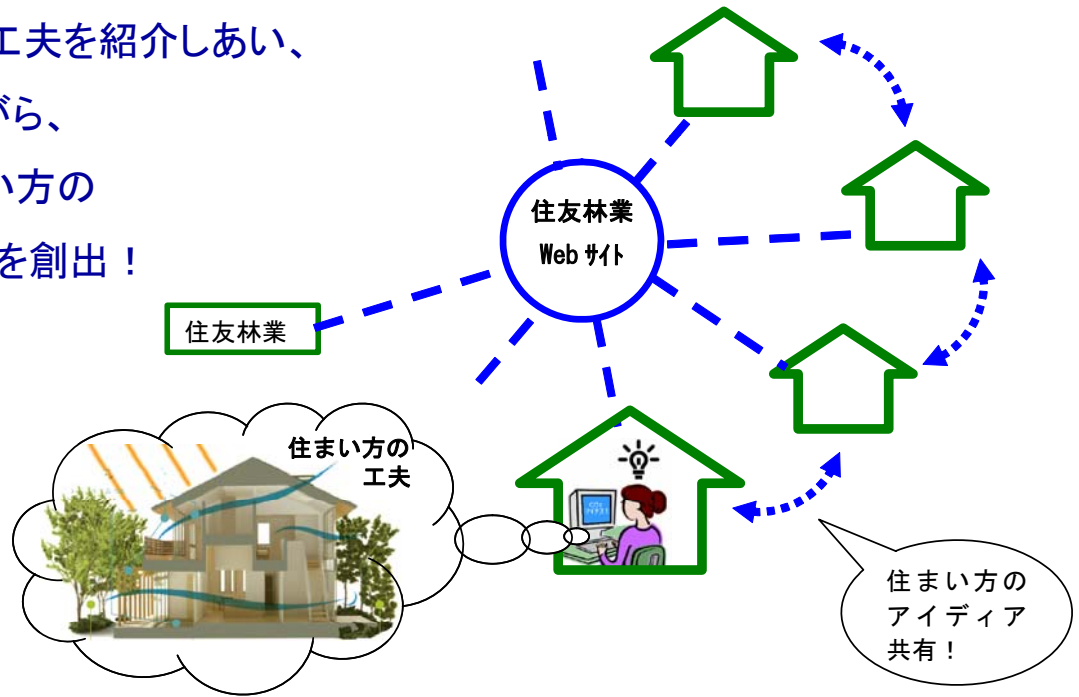 工夫を紹介しあい、
がら、
い方の
を創出！
住友林業
Web サイト
住友林業
住まい方の
工夫
住まい方の
アイディア
共有！